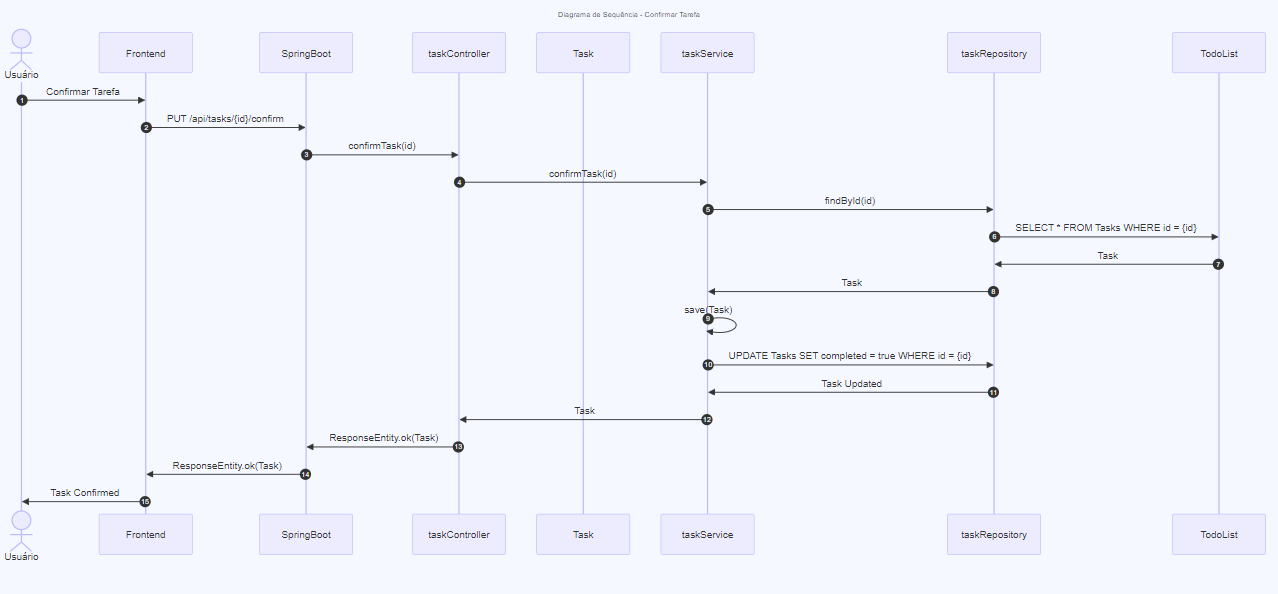 Diagrama de Sequência - Confirmar Tarefa
Usuário
Frontend
SpringBoot
taskController
Task
taskService
taskRepository
TodoList
1
Confirmar Tarefa
2
PUT /api/tasks/{id}/confirm
3
confirmTask(id)
4
confirmTask(id)
5
findById(id)
6
SELECT * FROM Tasks WHERE id = {id}
Task
7
Task
8
save(Task)
9
10
UPDATE Tasks SET completed = true WHERE id = {id}
Task Updated
11
Task
12
ResponseEntity.ok(Task)
13
ResponseEntity.ok(Task)
14
Task Confirmed
15
Usuário
Frontend
SpringBoot
taskController
Task
taskService
taskRepository
TodoList